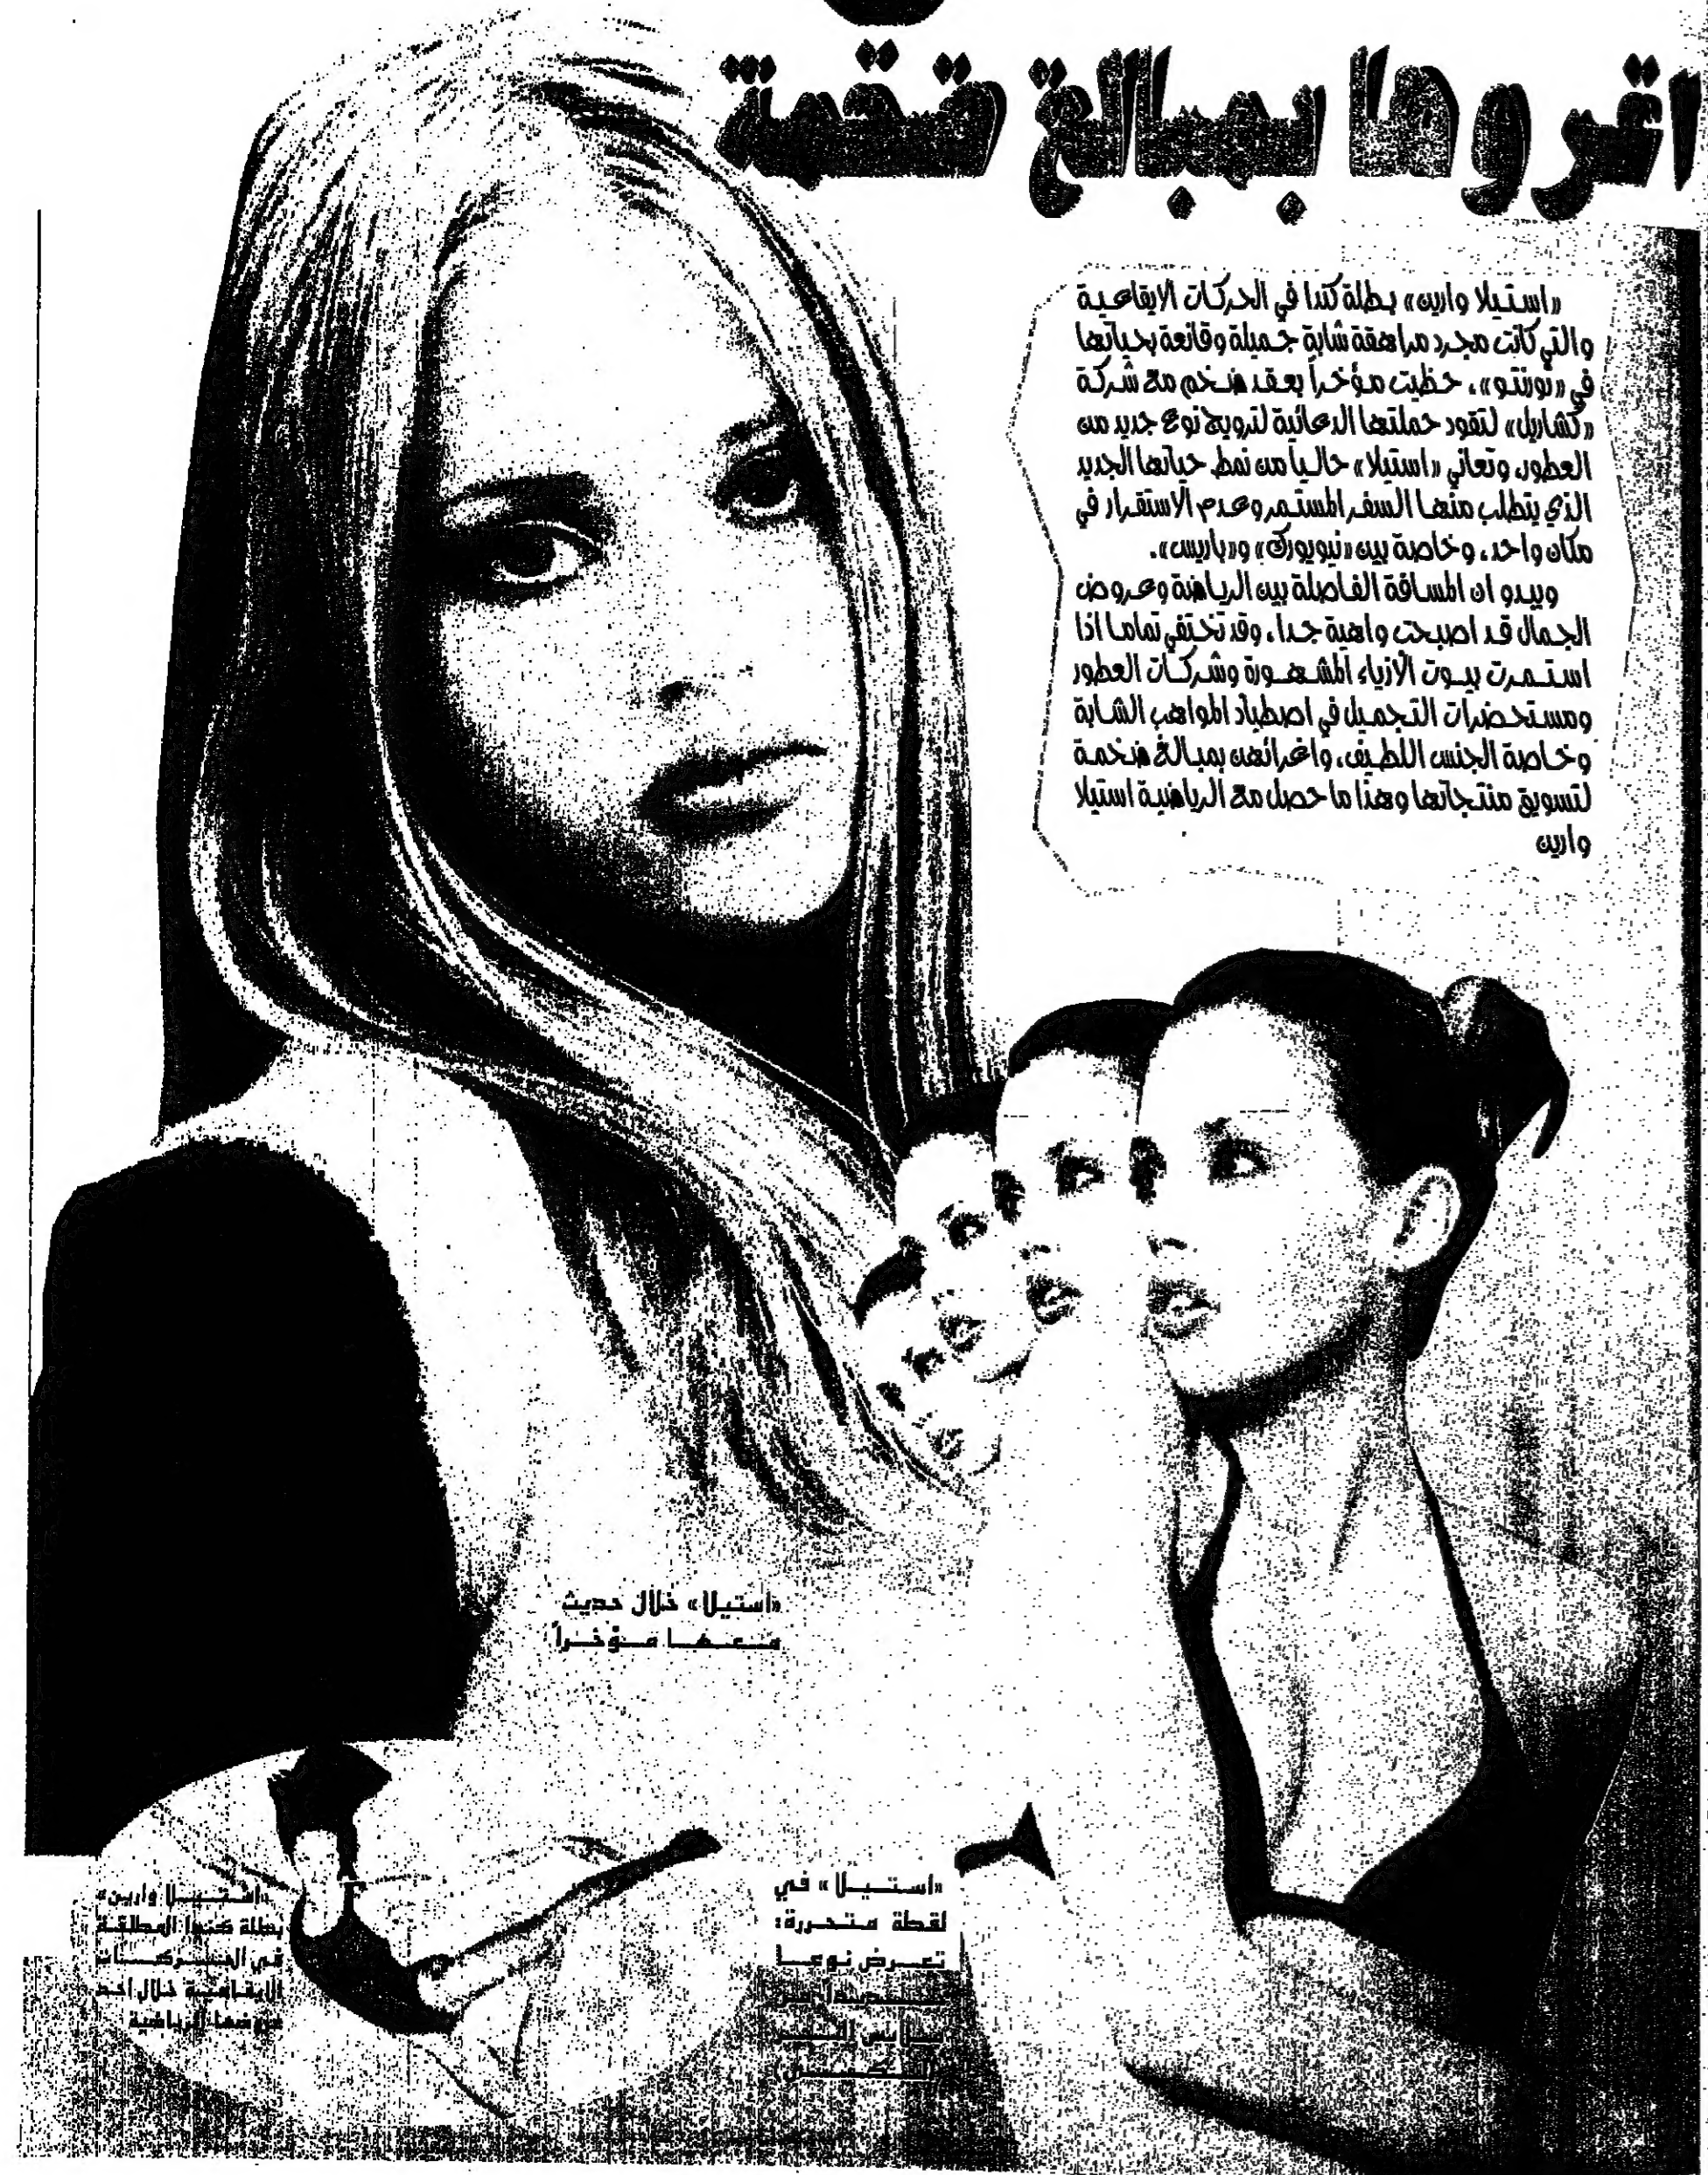 اغروها بمبالغ ضخمة
«استيلا وارين» بطلة كندا في الحركات الايقاعية
والتي كانت مجرد مراهقة شابة جميلة وقانعة بحياتها
في «تورنتو»، حظيت مؤخراً بعقد ضخم مع شركة
«كشاريل» لتقود حملتها الدعائية لترويج نوع جديد من
العطور، وتعاني «استيلا» حالياً من نمط حياتها الجديد
الذي يتطلب منها السفر المستمر وعدم الاستقرار في
مكان واحد، وخاصة بين «نيويورك» و«باريس».
ويبدو ان المسافة الفاصلة بين الرياضة وعروض
الجمال قد اصبحت واهية جدا، وقد تختفي تماما اذا
استمرت بيوت الأزياء المشهورة وشركات العطور
ومستحضرات التجميل في اصطياد المواهب الشابة
وخاصة الجنس اللطيف، واغرائهن بمبالغ ضخمة
لتسويق منتجاتها وهذا ما حصل مع الرياضية استيلا
وارين
«استيلا» خلال حديث
معها مؤخراً
«استيلا» في
لقطة متحررة:
تعرض نوعا
«استيلا وارين»
بطلة كندا المطلقة
في الحركات
الايقاعية خلال احد
عروضها الرياضية